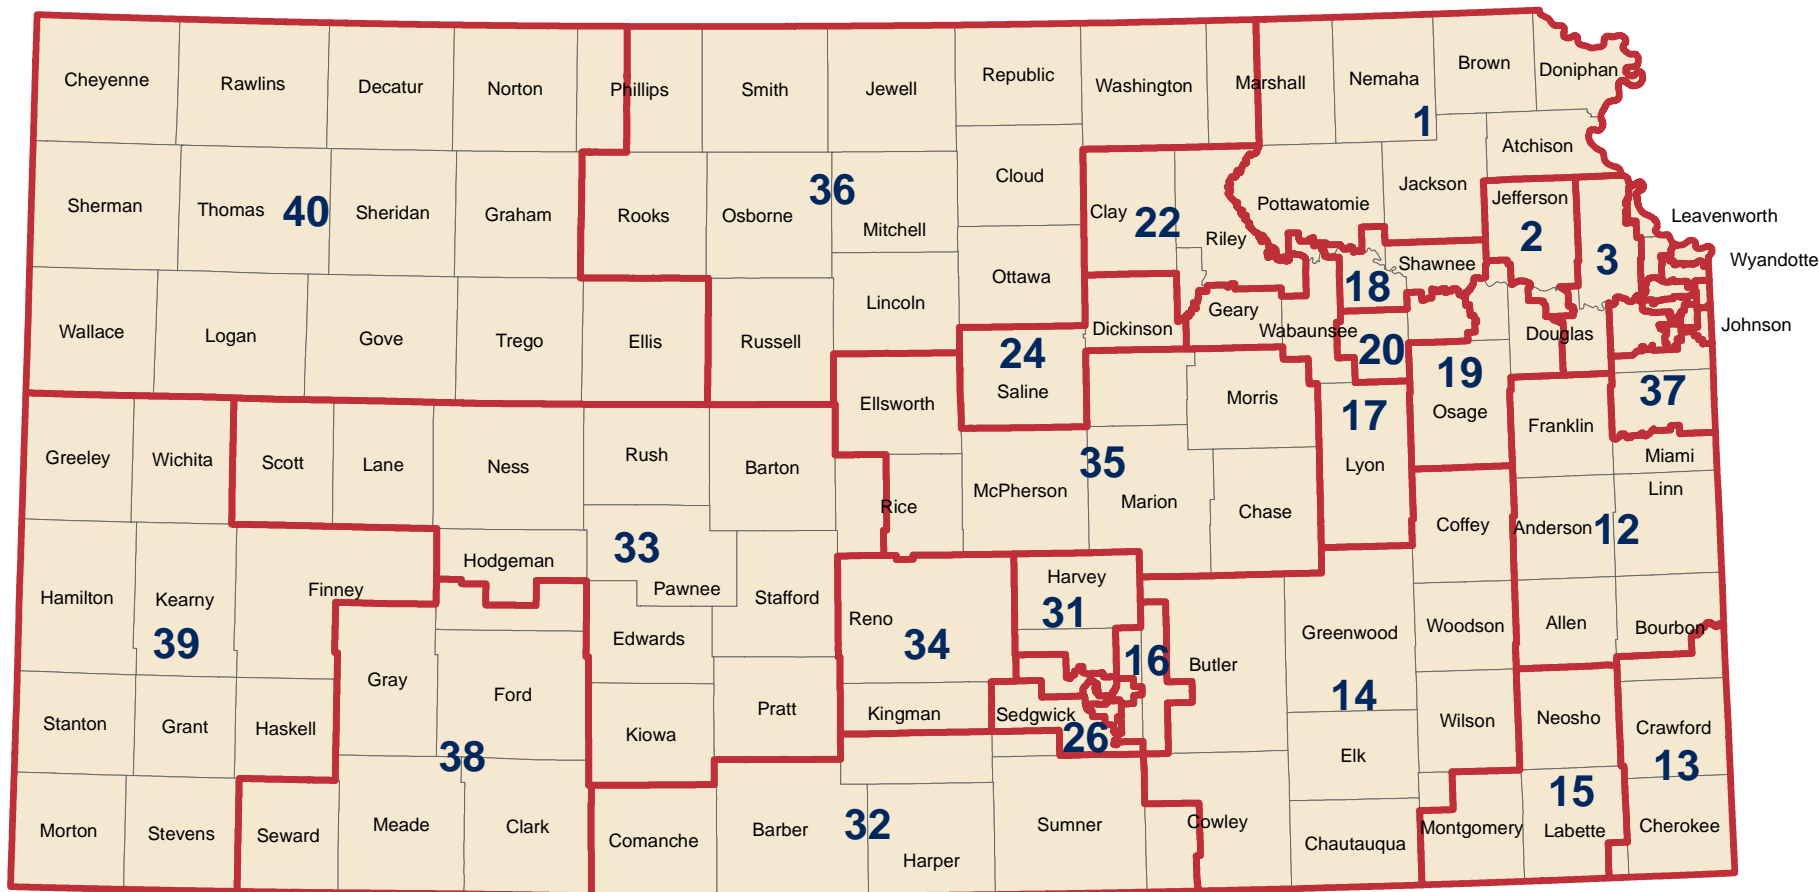 Cheyenne
Rawlins
Decatur
Norton
Phillips
Smith
Jewell
Republic
Washington
Marshall
Nemaha
Brown
Doniphan
1
Atchison
Sherman
Thomas
40
Sheridan
Graham
Rooks
Osborne
36
Mitchell
Cloud
Clay
22
Riley
Pottawatomie
Jackson
Jefferson
2
3
Leavenworth
Wyandotte
Johnson
Wallace
Logan
Gove
Trego
Ellis
Russell
Lincoln
Ottawa
Dickinson
Geary
Wabaunsee
18
Shawnee
Douglas
24
Saline
Ellsworth
Morris
20
19
Osage
37
Franklin
Miami
Greeley
Wichita
Scott
Lane
Ness
Rush
Barton
Rice
McPherson
35
Marion
Chase
17
Lyon
Coffey
Anderson
12
Linn
Hamilton
Kearny
39
Finney
Hodgeman
33
Pawnee
Stafford
Edwards
Reno
34
Harvey
31
16
Butler
Greenwood
14
Woodson
Allen
Bourbon
Stanton
Grant
Haskell
Gray
Ford
38
Kiowa
Pratt
Kingman
Sedgwick
26
Elk
Wilson
Neosho
Crawford
13
Morton
Stevens
Seward
Meade
Clark
Comanche
Barber
32
Harper
Sumner
Cowley
Chautauqua
Montgomery
15
Labette
Cherokee